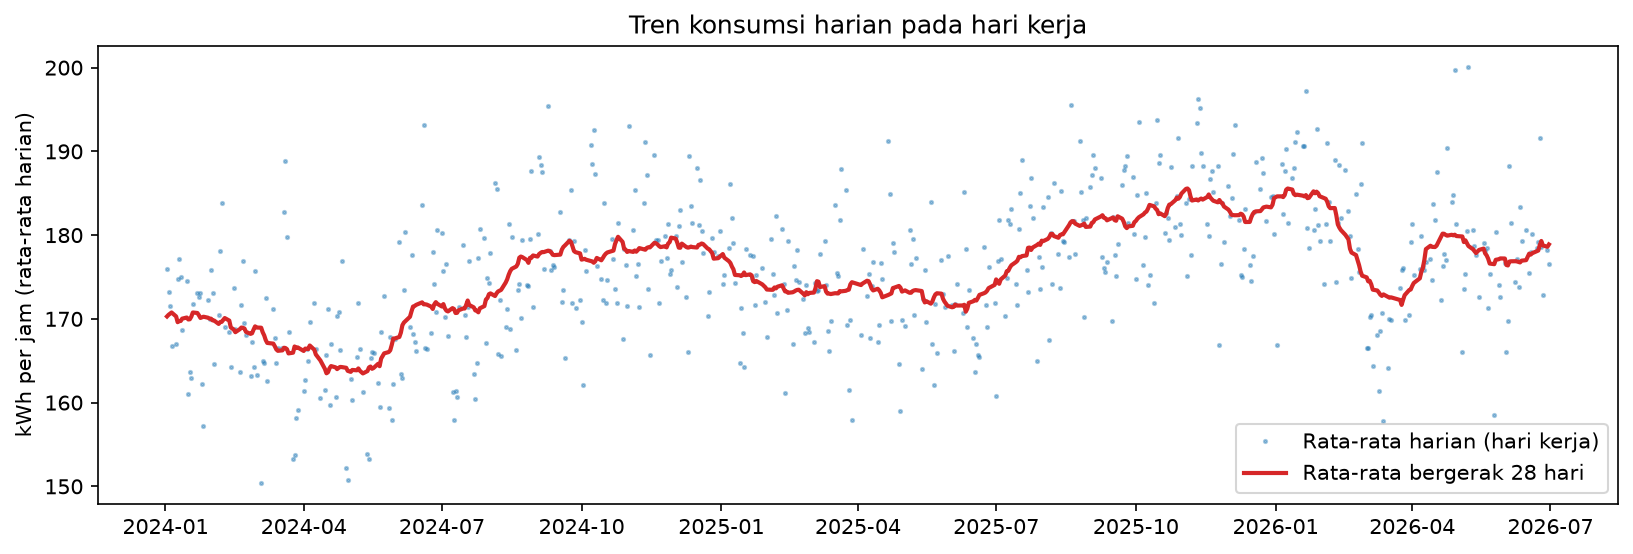 Tren konsumsi harian pada hari kerja
kWh per jam (rata-rata harian)
200
190
180
170
160
150
Rata-rata harian (hari kerja)
Rata-rata bergerak 28 hari
2024-01 2024-04 2024-07 2024-10 2025-01 2025-04 2025-07 2025-10 2026-01 2026-04 2026-07